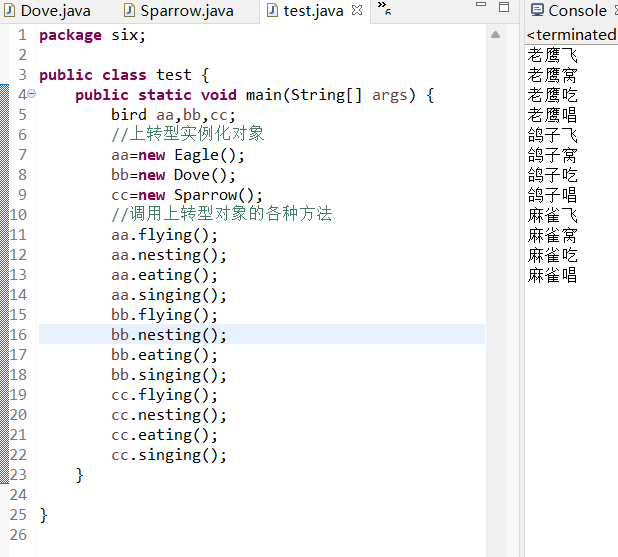 Dove.java Sparrow.java test.java »6
1 package six;
2
3 public class test {
4 public static void main(String[] args) {
5 bird aa,bb,cc;
6 //上转型实例化对象
7 aa=new Eagle();
8 bb=new Dove();
9 cc=new Sparrow();
10 //调用上转型对象的各种方法
11 aa.flying();
12 aa.nesting();
13 aa.eating();
14 aa.singing();
15 bb.flying();
16 bb.nesting();
17 bb.eating();
18 bb.singing();
19 cc.flying();
20 cc.nesting();
21 cc.eating();
22 cc.singing();
23 }
24
25 }
26
Console
<terminated
老鹰飞
老鹰窝
老鹰吃
老鹰唱
鸽子飞
鸽子窝
鸽子吃
鸽子唱
麻雀飞
麻雀窝
麻雀吃
麻雀唱